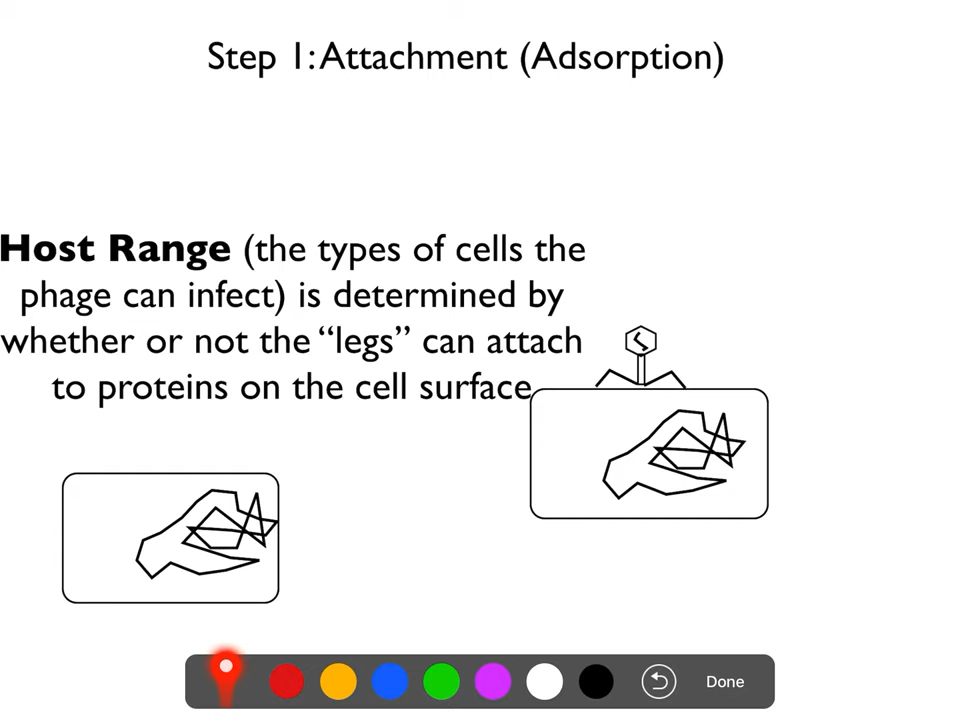 Step 1: Attachment (Adsorption)
Host Range (the types of cells the
phage can infect) is determined by
whether or not the “legs” can attach
to proteins on the cell surface
Done